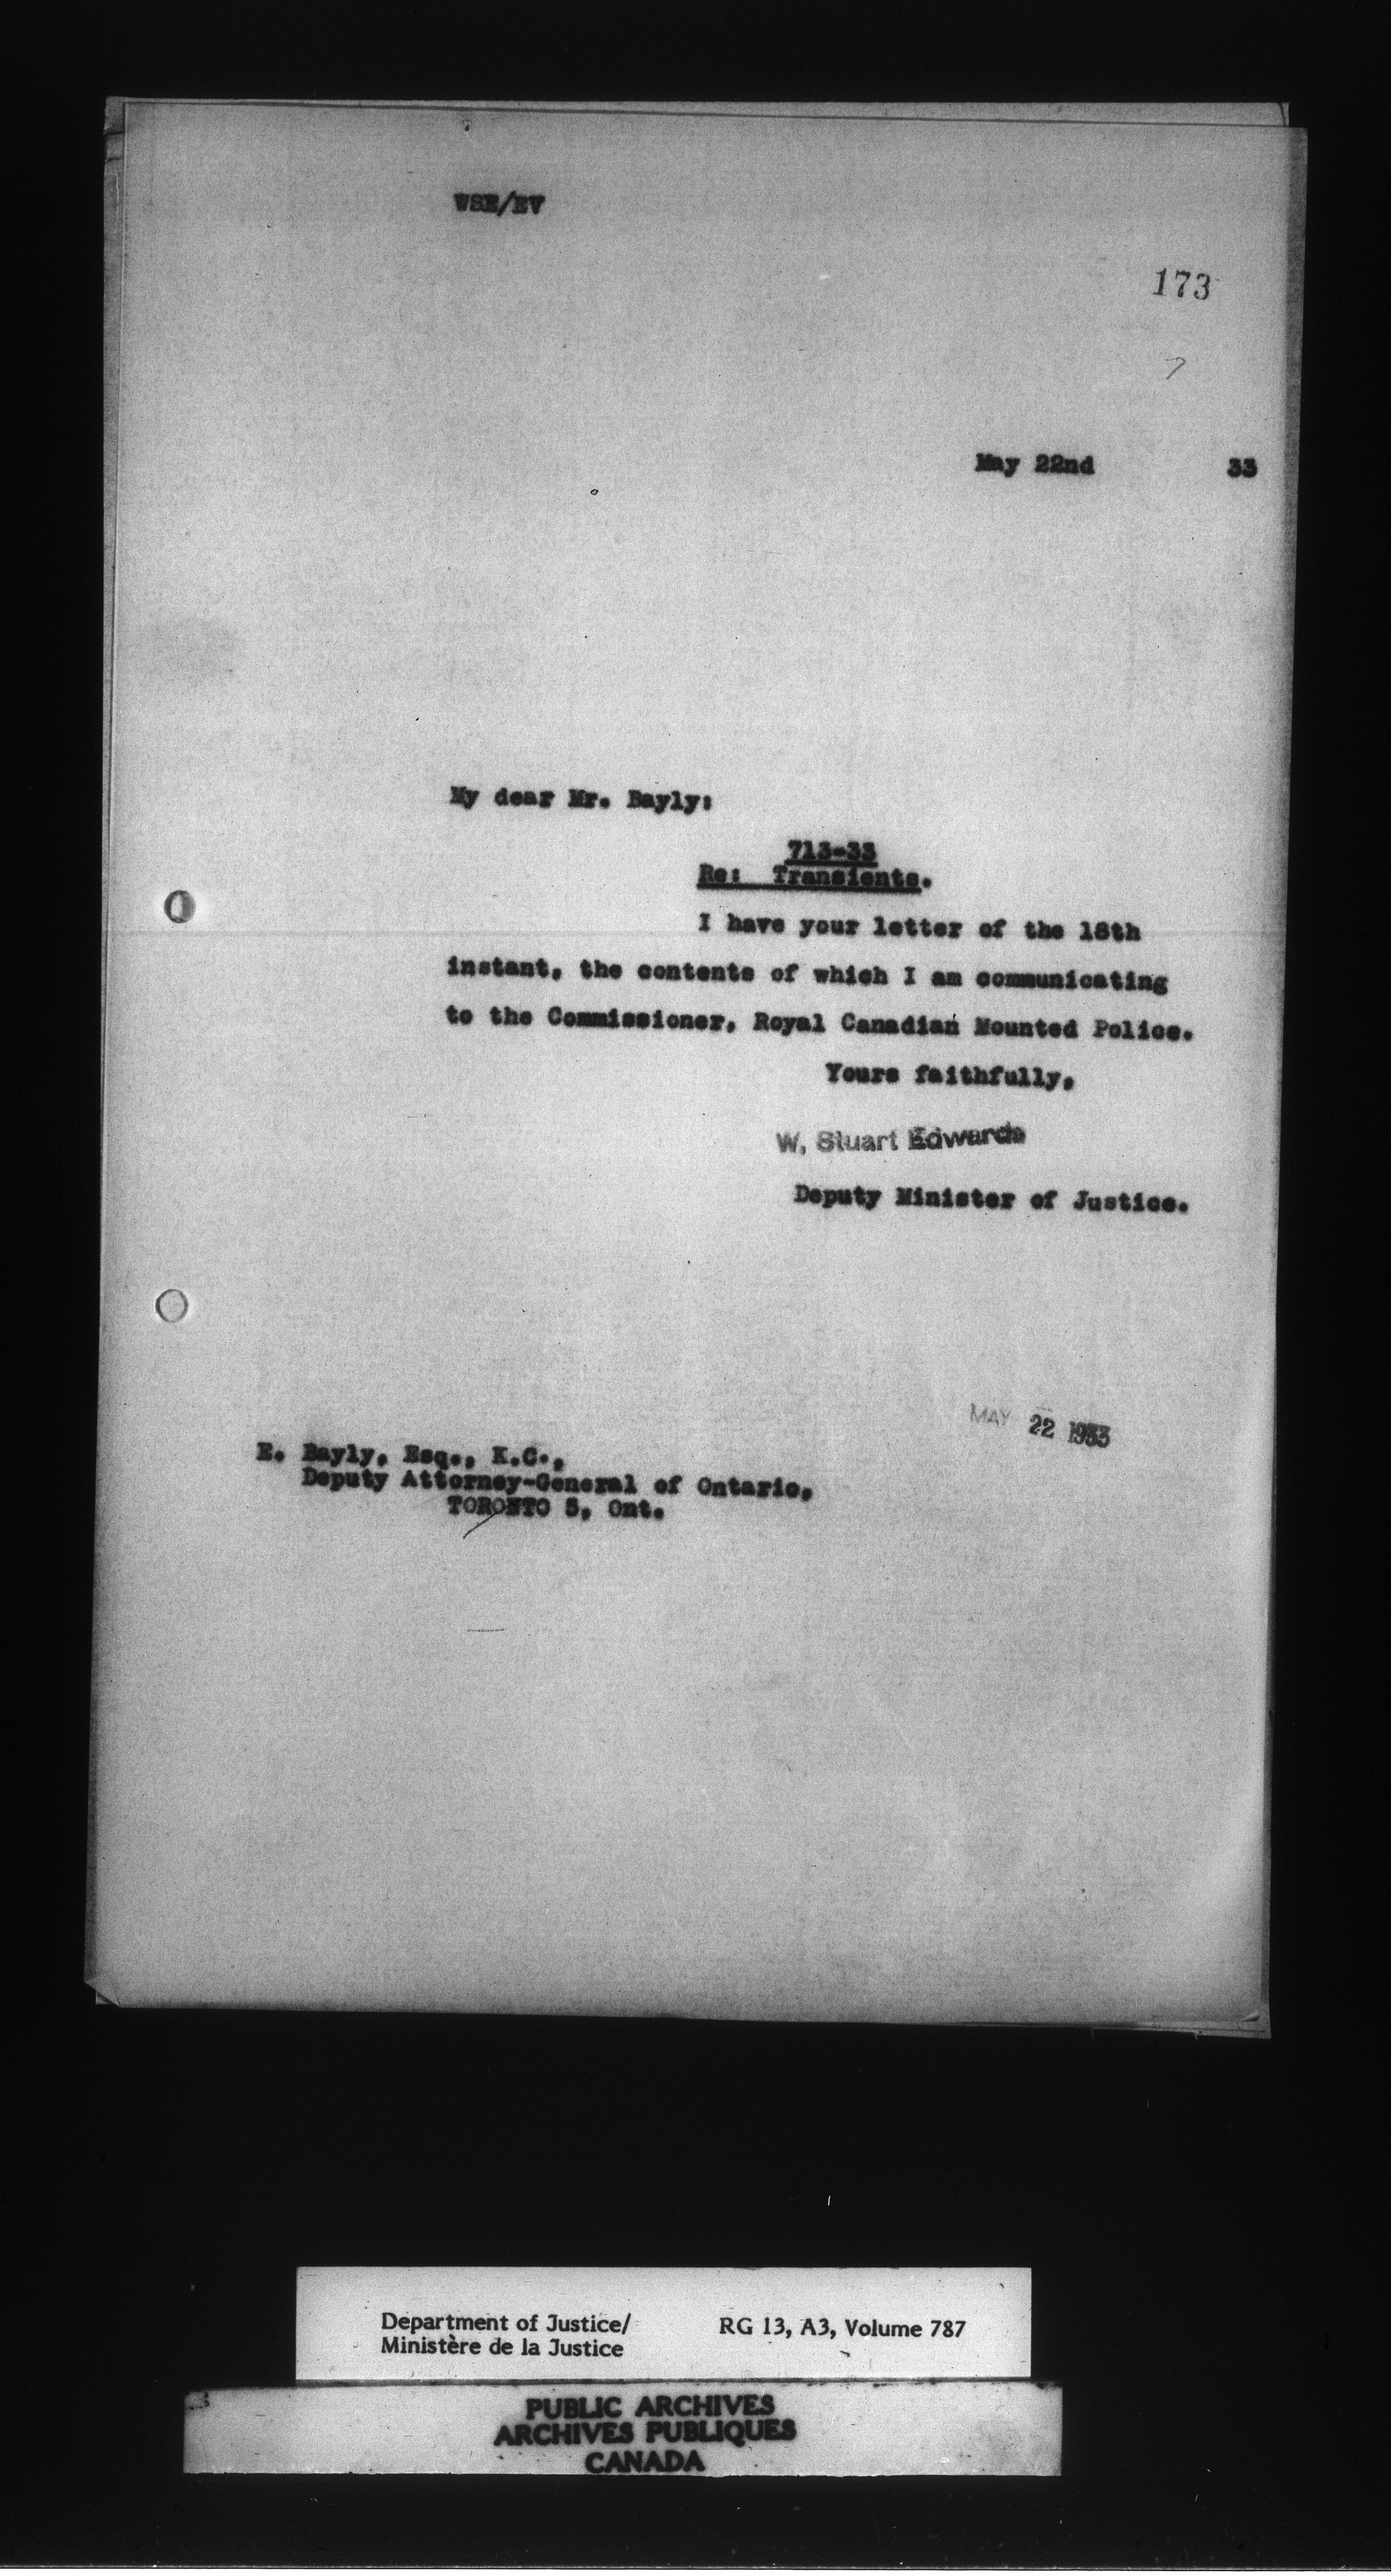 WSE/EV
173
7
May 22nd 33
My dear Mr. Bayly:
713-33
Re: Transients.
I have your letter of the 18th
instant, the contents of which I am communicating
to the Commissioner, Royal Canadian Mounted Police.
Yours faithfully,
W. Stuart Edwards
Deputy Minister of Justice.
MAY 22 1933
E. Bayly, Esq., K.C.,
Deputy Attorney-General of Ontario,
TORONTO 5, Ont.
Department of Justice/ RG 13, A3, Volume 787
Ministère de la Justice
PUBLIC ARCHIVES
ARCHIVES PUBLIQUES
CANADA